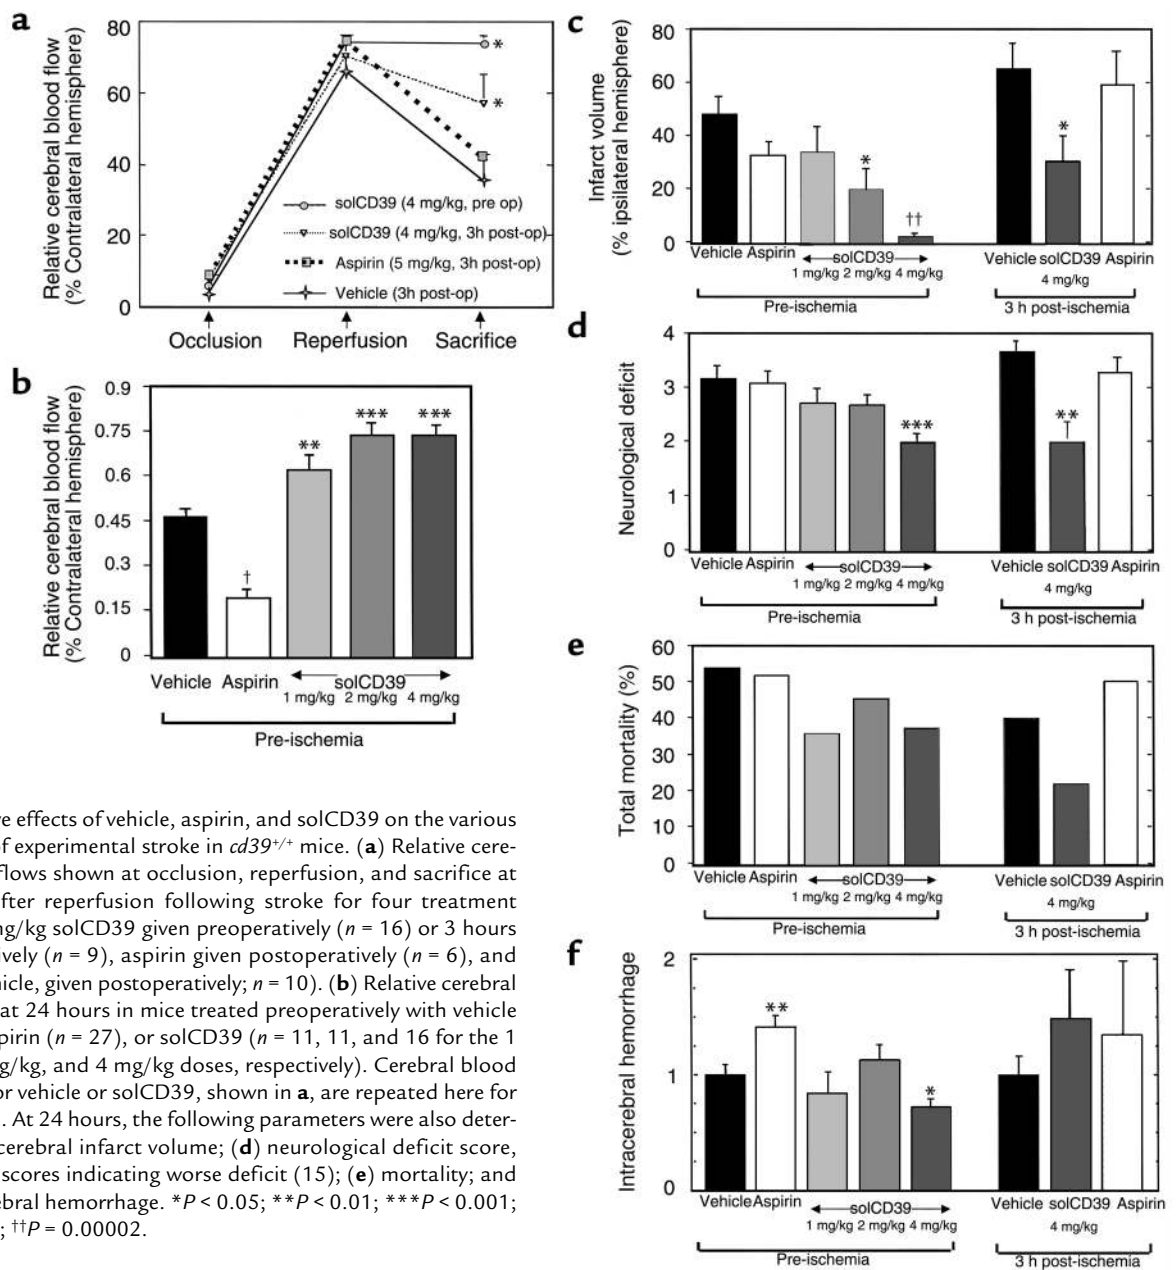 a
80
60
40
20
0
Relative cerebral blood flow
(% Contralateral hemisphere)
*
*
solCD39 (4 mg/kg, pre op)
solCD39 (4 mg/kg, 3h post-op)
Aspirin (5 mg/kg, 3h post-op)
Vehicle (3h post-op)
Occlusion Reperfusion Sacrifice
b
0.9
0.75
0.6
0.45
0.3
0.15
0
Relative cerebral blood flow
(% Contralateral hemisphere)
† ** *** ***
Vehicle Aspirin solCD39
1 mg/kg 2 mg/kg 4 mg/kg
Pre-ischemia
ve effects of vehicle, aspirin, and solCD39 on the various
of experimental stroke in cd39+/+ mice. (a) Relative cere-
flows shown at occlusion, reperfusion, and sacrifice at
fter reperfusion following stroke for four treatment
mg/kg solCD39 given preoperatively (n = 16) or 3 hours
tively (n = 9), aspirin given postoperatively (n = 6), and
hicle, given postoperatively; n = 10). (b) Relative cerebral
at 24 hours in mice treated preoperatively with vehicle
spirin (n = 27), or solCD39 (n = 11, 11, and 16 for the 1
g/kg, and 4 mg/kg doses, respectively). Cerebral blood
or vehicle or solCD39, shown in a, are repeated here for
. At 24 hours, the following parameters were also deter-
cerebral infarct volume; (d) neurological deficit score,
scores indicating worse deficit (15); (e) mortality; and
ebral hemorrhage. *P < 0.05; **P < 0.01; ***P < 0.001;
; ††P = 0.00002.
c
80
60
40
20
0
Infarct volume
(% ipsilateral hemisphere)
* †† *
Vehicle Aspirin solCD39 Vehicle solCD39 Aspirin
1 mg/kg 2 mg/kg 4 mg/kg 4 mg/kg
Pre-ischemia 3 h post-ischemia
d
4
3
2
1
0
Neurological deficit
*** **
†
Vehicle Aspirin solCD39 Vehicle solCD39 Aspirin
1 mg/kg 2 mg/kg 4 mg/kg 4 mg/kg
Pre-ischemia 3 h post-ischemia
e
60
50
40
30
20
10
0
Total mortality (%)
Vehicle Aspirin solCD39 Vehicle solCD39 Aspirin
1 mg/kg 2 mg/kg 4 mg/kg 4 mg/kg
Pre-ischemia 3 h post-ischemia
f
2
1
0
Intracerebral hemorrhage
** *
Vehicle Aspirin solCD39 Vehicle solCD39 Aspirin
1 mg/kg 2 mg/kg 4 mg/kg 4 mg/kg
Pre-ischemia 3 h post-ischemia